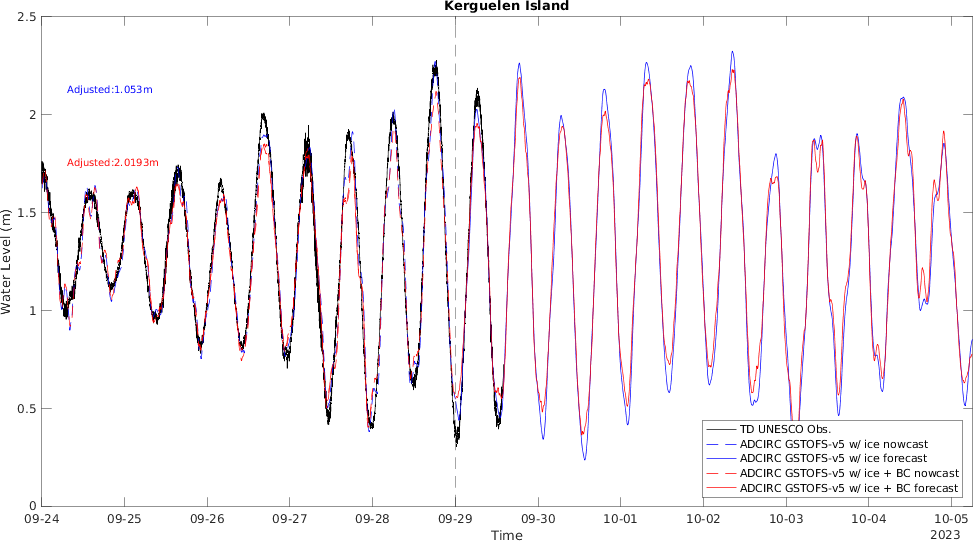 Kerguelen Island
2.5
2
1.5
1
0.5
0
Water Level (m)
Adjusted:1.053m
Adjusted:2.0193m
TD UNESCO Obs.
ADCIRC GSTOFS-v5 w/ ice nowcast
ADCIRC GSTOFS-v5 w/ ice forecast
ADCIRC GSTOFS-v5 w/ ice + BC nowcast
ADCIRC GSTOFS-v5 w/ ice + BC forecast
09-24 09-25 09-26 09-27 09-28 09-29 09-30 10-01 10-02 10-03 10-04 10-05
Time
2023